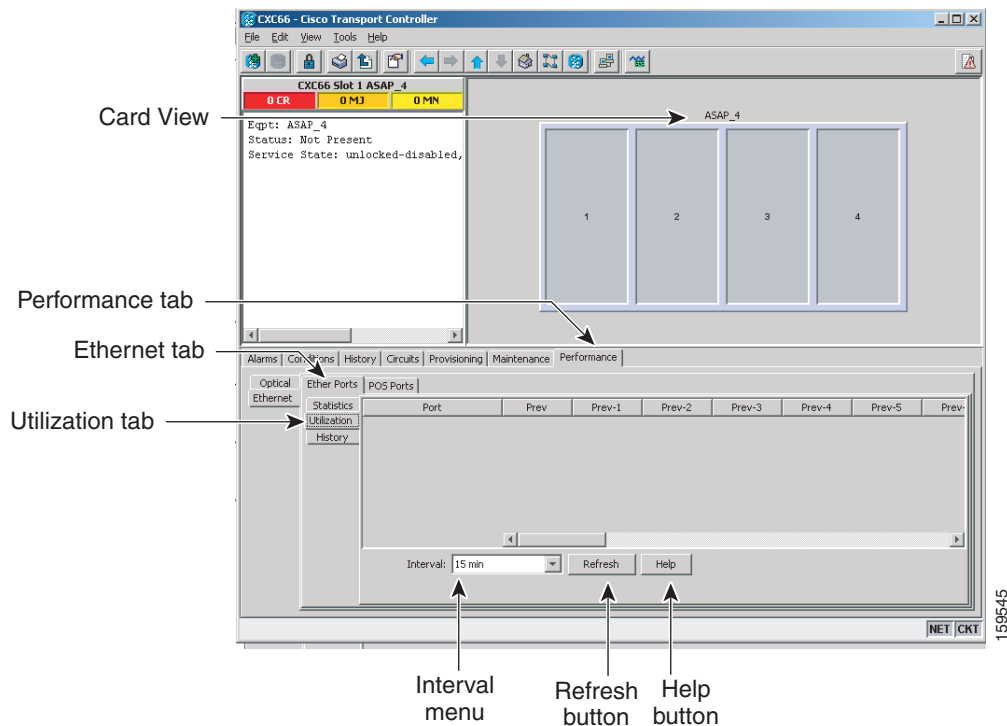 CXC66 - Cisco Transport Controller
File Edit View Tools Help
CXC66 Slot 1 ASAP_4
0 CR 0 MJ 0 MN
Eqpt: ASAP_4
Status: Not Present
Service State: unlocked-disabled,
Card View
ASAP_4
1 2 3 4
Performance tab
Ethernet tab
Utilization tab
Alarms Conditions History Circuits Provisioning Maintenance Performance
Optical
Ethernet
Ether Ports POS Ports
Statistics
Utilization
History
Port Prev Prev-1 Prev-2 Prev-3 Prev-4 Prev-5 Prev-
Interval: 15 min Refresh Help
NET CKT
159545
Interval
menu
Refresh
button
Help
button